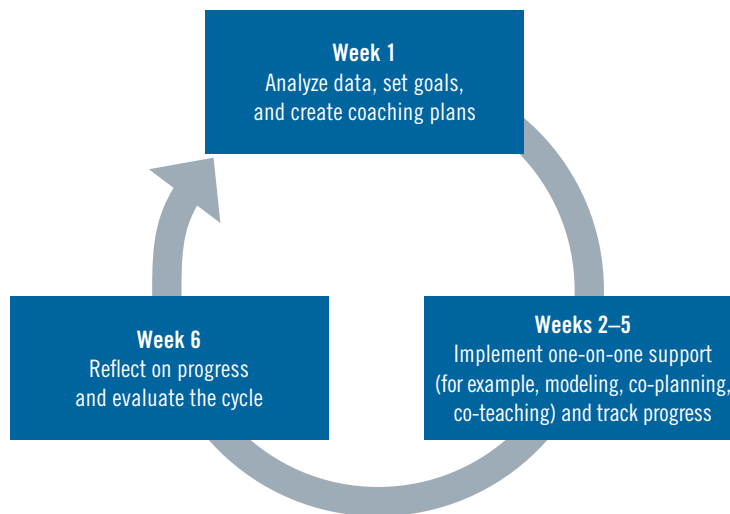 Week 1
Analyze data, set goals,
and create coaching plans
Week 6
Reflect on progress
and evaluate the cycle
Weeks 2–5
Implement one-on-one support
(for example, modeling, co-planning,
co-teaching) and track progress